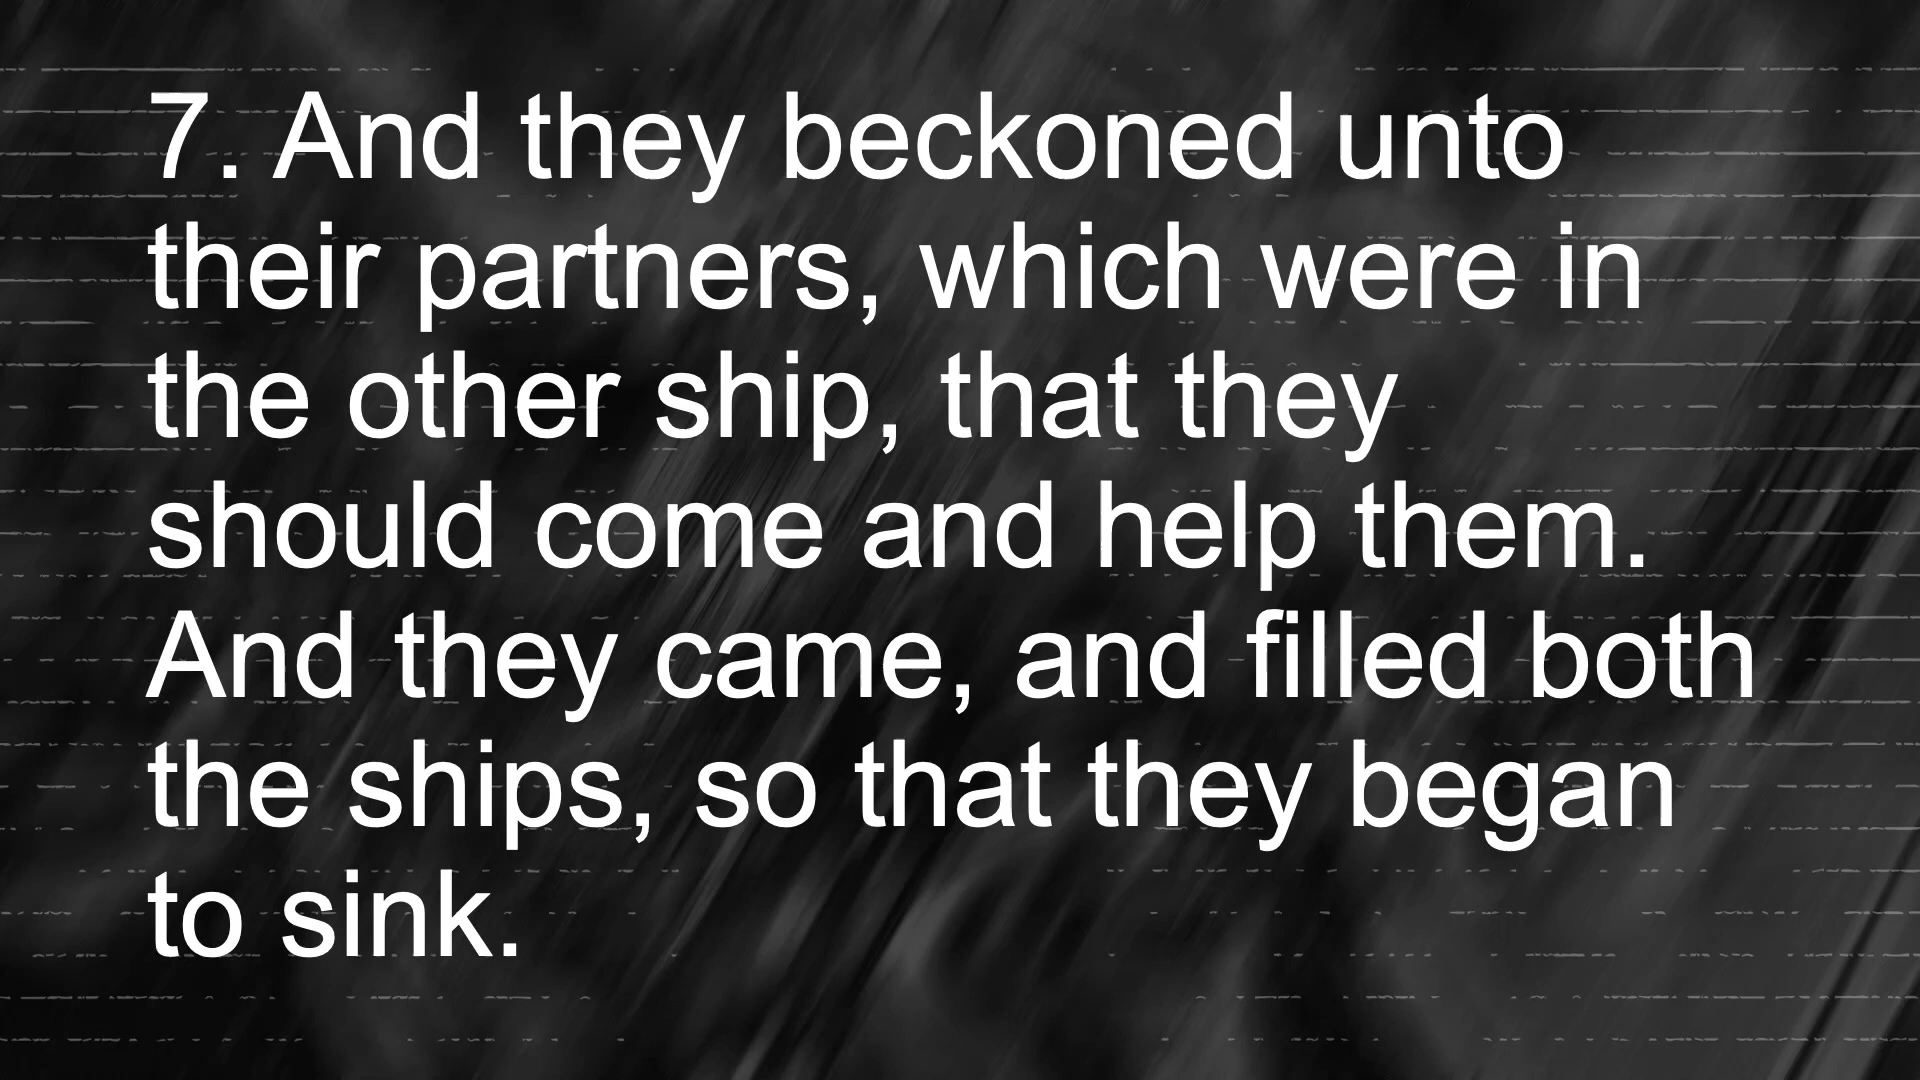 7. And they beckoned unto
their partners, which were in
the other ship, that they
should come and help them.
And they came, and filled both
the ships, so that they began
to sink.